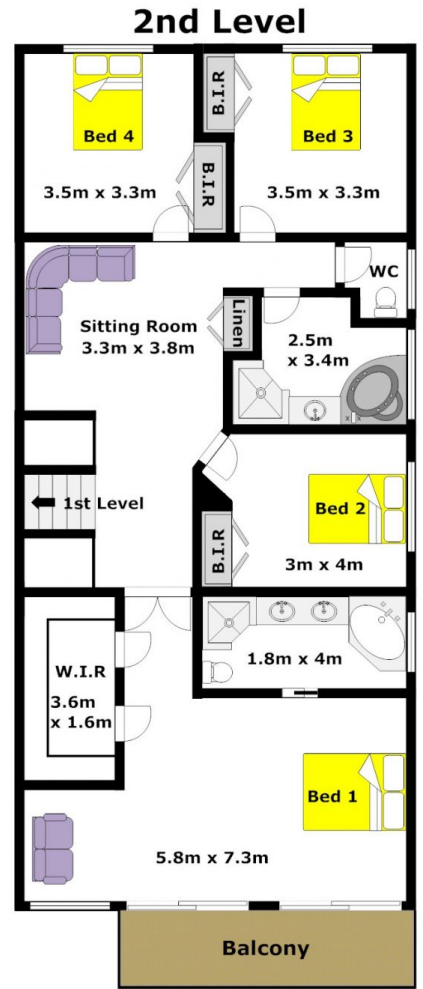 2nd Level
Bed 4
3.5m x 3.3m
B.I.R
B.I.R
Bed 3
3.5m x 3.3m
WC
Sitting Room
3.3m x 3.8m
Linen
2.5m
x 3.4m
1st Level
Bed 2
B.I.R
3m x 4m
W.I.R
3.6m
x 1.6m
1.8m x 4m
Bed 1
5.8m x 7.3m
Balcony